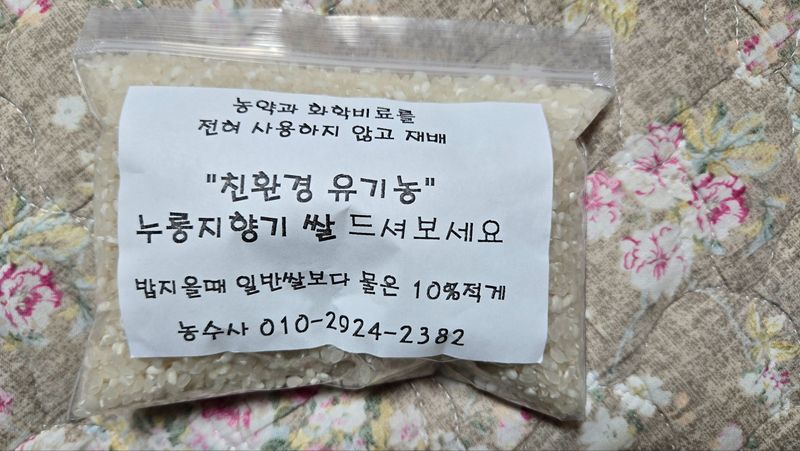 농약과 화학비료를
전혀 사용하지 않고 재배
"친환경 유기농"
누룽지향기 쌀 드셔보세요
밥지을때 일반쌀보다 물은 10%적게
농수사 010-2924-2382